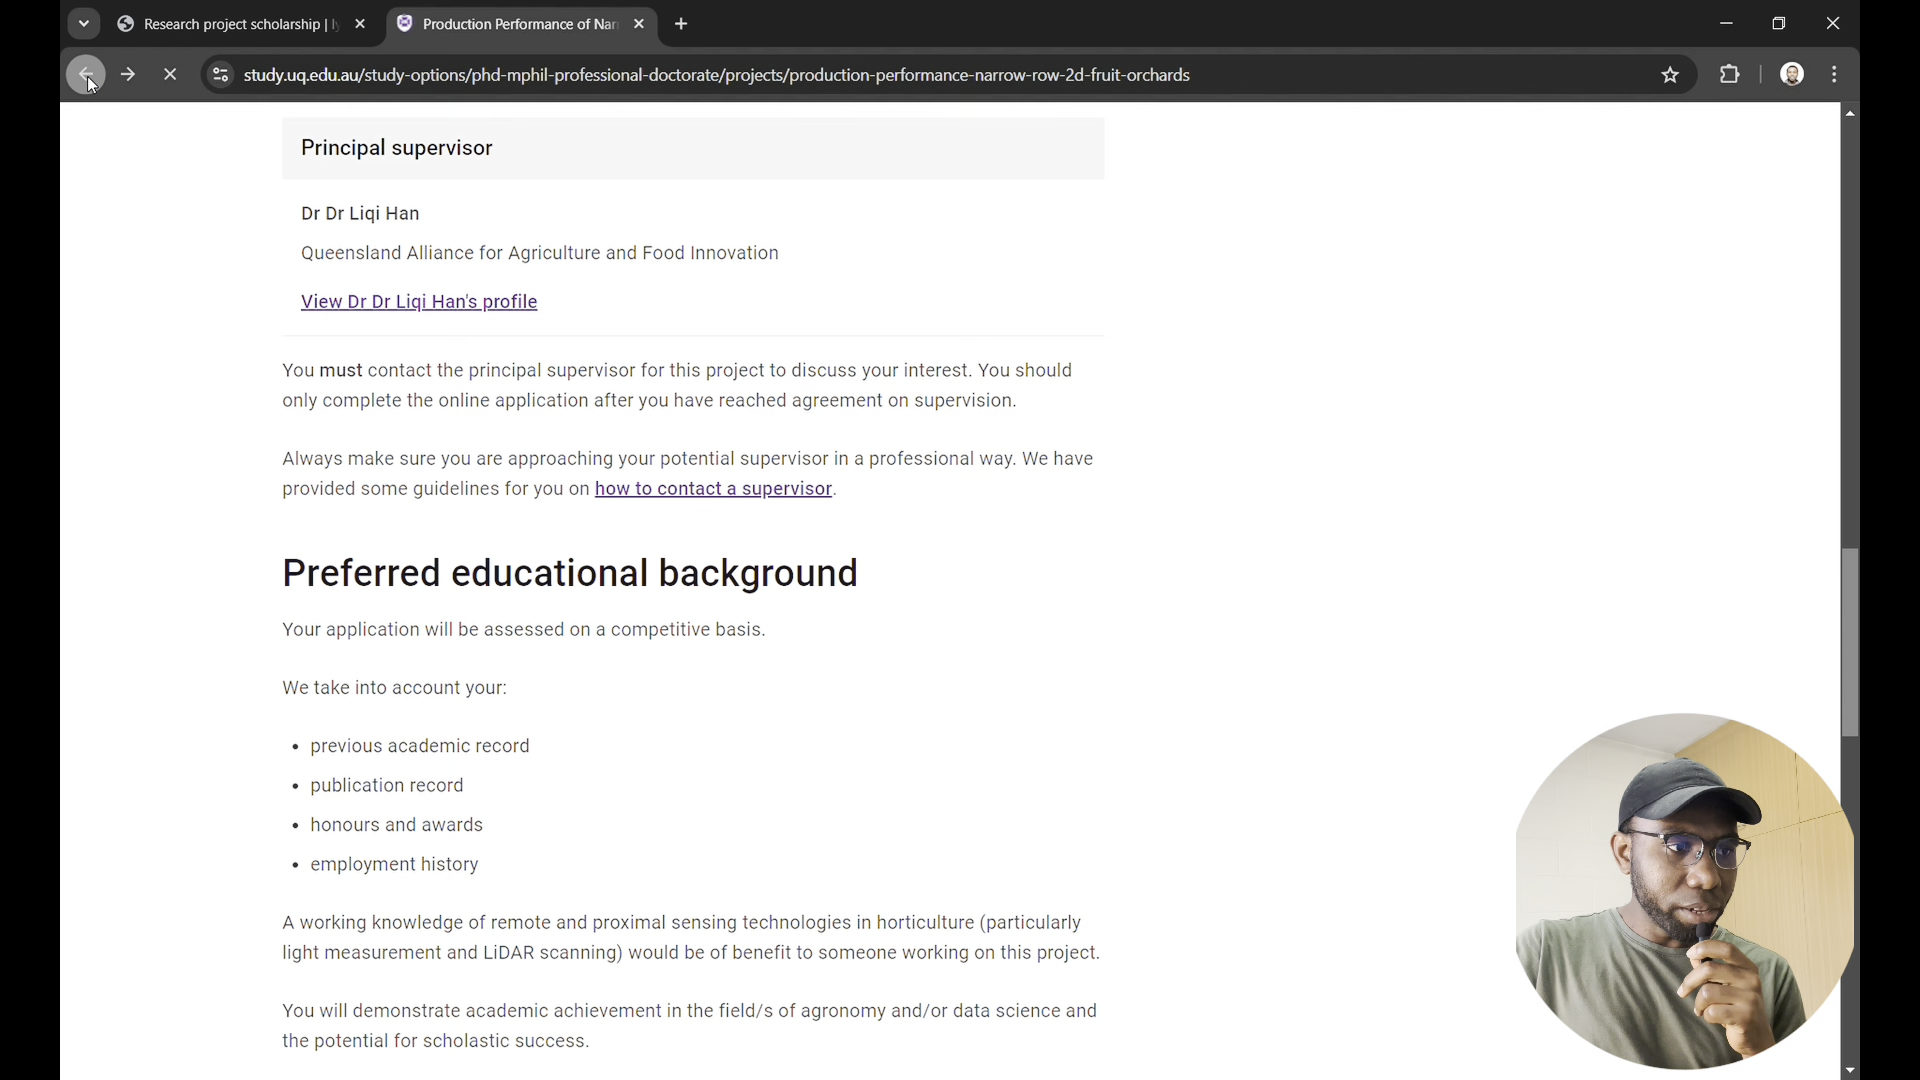 Research project scholarship |
Production Performance of Nar
study.uq.edu.au/study-options/phd-mphil-professional-doctorate/projects/production-performance-narrow-row-2d-fruit-orchards
Principal supervisor
Dr Dr Liqi Han
Queensland Alliance for Agriculture and Food Innovation
View Dr Dr Liqi Han's profile
You must contact the principal supervisor for this project to discuss your interest. You should
only complete the online application after you have reached agreement on supervision.
Always make sure you are approaching your potential supervisor in a professional way. We have
provided some guidelines for you on how to contact a supervisor.
Preferred educational background
Your application will be assessed on a competitive basis.
We take into account your:
• previous academic record
• publication record
• honours and awards
• employment history
A working knowledge of remote and proximal sensing technologies in horticulture (particularly
light measurement and LiDAR scanning) would be of benefit to someone working on this project.
You will demonstrate academic achievement in the field/s of agronomy and/or data science and
the potential for scholastic success.